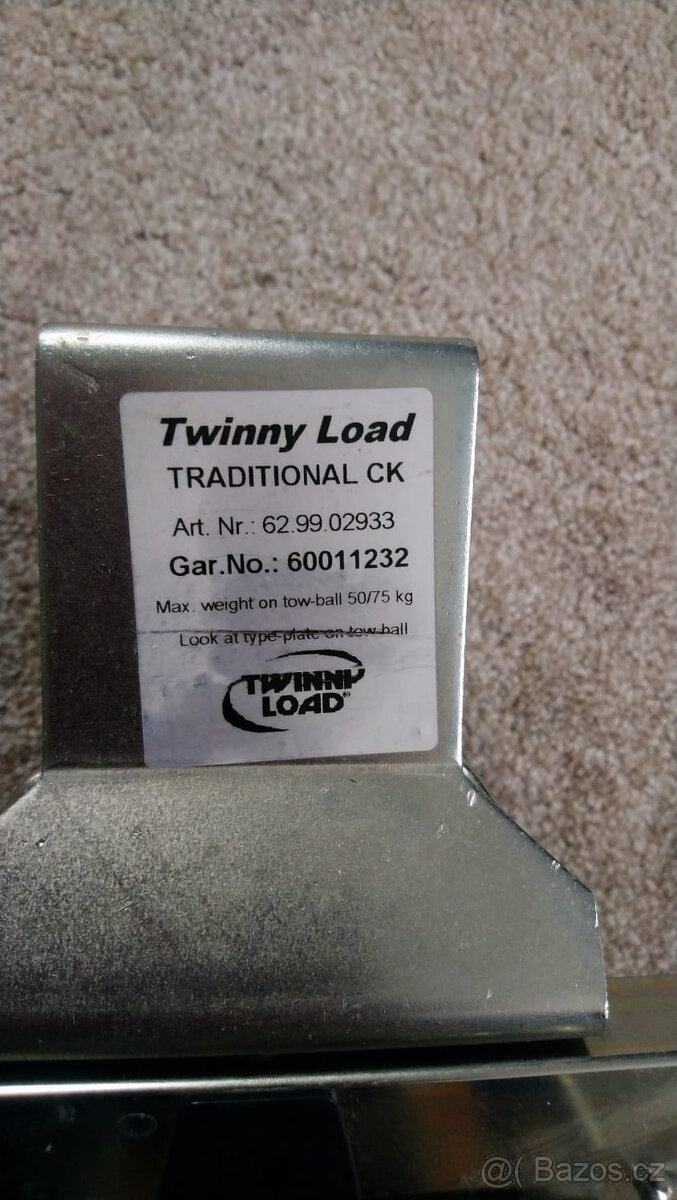 Twinny Load
TRADITIONAL CK
Art. Nr.: 62.99.02933
Gar.No.: 60011232
Max. weight on tow-ball 50/75 kg
Look at type-plate on tow ball
TWINNY
LOAD®
@( Bazos.cz